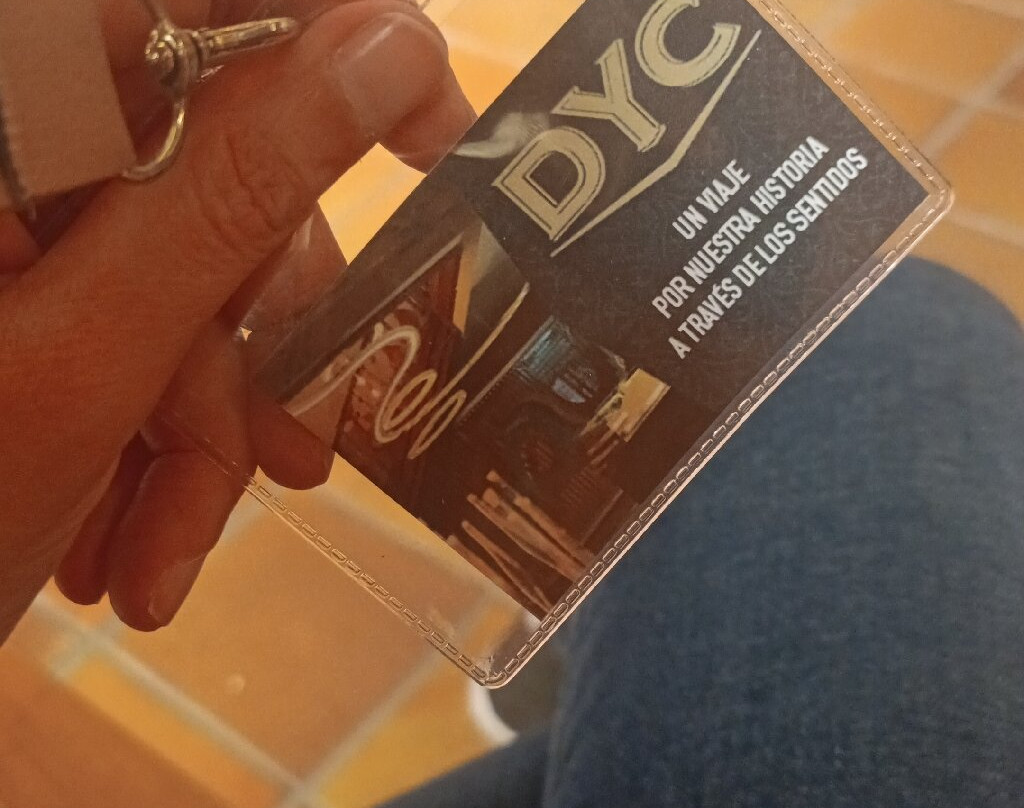 DYC
UN VIAJE
POR NUESTRA HISTORIA
A TRAVÉS DE LOS SENTIDOS